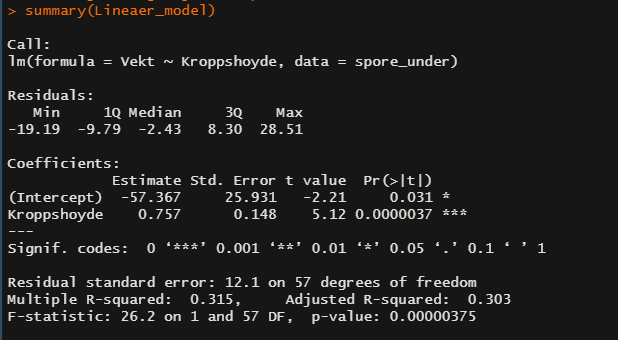 > summary(Lineaer_model)
Call:
lm(formula = Vekt ~ Kroppshoyde, data = spore_under)
Residuals:
   Min     1Q Median     3Q    Max
-19.19  -9.79  -2.43   8.30  28.51
Coefficients:
            Estimate Std. Error t value  Pr(>|t|)
(Intercept)  -57.367     25.931   -2.21     0.031 *
Kroppshoyde    0.757      0.148    5.12 0.0000037 ***
---
Signif. codes:  0 ‘***’ 0.001 ‘**’ 0.01 ‘*’ 0.05 ‘.’ 0.1 ‘ ’ 1
Residual standard error: 12.1 on 57 degrees of freedom
Multiple R-squared:  0.315,	Adjusted R-squared:  0.303
F-statistic: 26.2 on 1 and 57 DF,  p-value: 0.00000375